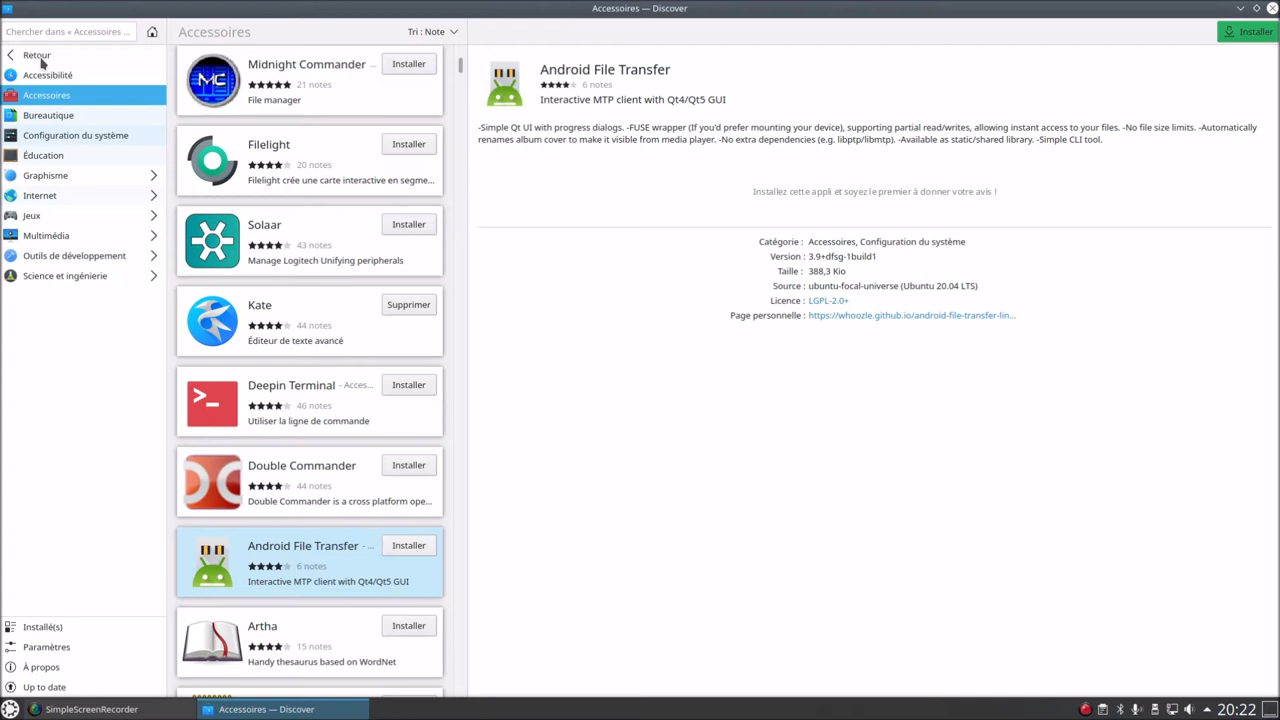 Accessoires — Discover
Chercher dans « Accessoires ...
Accessoires
Tri : Note
Installer
Retour
Accessibilité
Accessoires
Bureautique
Configuration du système
Éducation
Graphisme
Internet
Jeux
Multimédia
Outils de développement
Science et ingénierie
Installé(s)
Paramètres
À propos
Up to date
Midnight Commander ...
Installer
21 notes
File manager
Filelight
Installer
20 notes
Filelight crée une carte interactive en segme...
Solaar
Installer
43 notes
Manage Logitech Unifying peripherals
Kate
Supprimer
44 notes
Éditeur de texte avancé
Deepin Terminal - Acces...
Installer
46 notes
Utiliser la ligne de commande
Double Commander
Installer
44 notes
Double Commander is a cross platform ope...
Android File Transfer - ...
Installer
6 notes
Interactive MTP client with Qt4/Qt5 GUI
Artha
Installer
15 notes
Handy thesaurus based on WordNet
Android File Transfer
6 notes
Interactive MTP client with Qt4/Qt5 GUI
-Simple Qt UI with progress dialogs. -FUSE wrapper (If you'd prefer mounting your device), supporting partial read/writes, allowing instant access to your files. -No file size limits. -Automatically
renames album cover to make it visible from media player. -No extra dependencies (e.g. libptp/libmtp). -Available as static/shared library. -Simple CLI tool.
Installez cette appli et soyez le premier à donner votre avis !
Catégorie : Accessoires, Configuration du système
Version : 3.9+dfsg-1build1
Taille : 388,3 Kio
Source : ubuntu-focal-universe (Ubuntu 20.04 LTS)
Licence : LGPL-2.0+
Page personnelle : https://whoozle.github.io/android-file-transfer-lin...
SimpleScreenRecorder
Accessoires — Discover
20:22